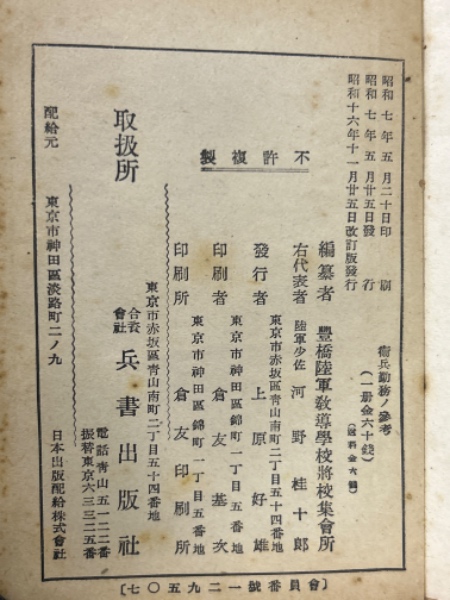 衞兵勤務ノ參考
(一册金六十錢)
(送料金六錢)
昭和七年五月二十日印刷
昭和七年五月廿五日發行
昭和十六年十一月廿五日改訂版發行
不許複製
編纂者 豐橋陸軍敎導學校將校集會所
右代表者 陸軍少佐 河野桂十郎
東京市赤坂區靑山南町二丁目五十四番地
發行者 上原好雄
東京市神田區錦町一丁目五番地
印刷者 倉友基次
東京市神田區錦町一丁目五番地
印刷所 倉友印刷所
東京市赤坂區靑山南町二丁目五十四番地
取扱所 合資會社 兵書出版社
電話靑山五一二二番
振替東京六三三二五番
配給元 東京市神田區淡路町二ノ九
日本出版配給株式會社
〔會員番號一二九五〇七〕